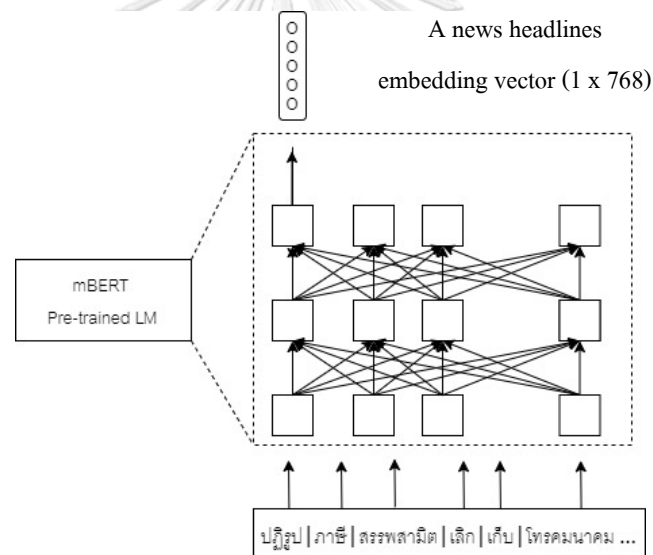 A news headlines
embedding vector (1 x 768)
mBERT
Pre-trained LM
ปฏิรูป|ภาษี|สรรพสามิต|เลิก|เก็บ|โทรคมนาคม ...